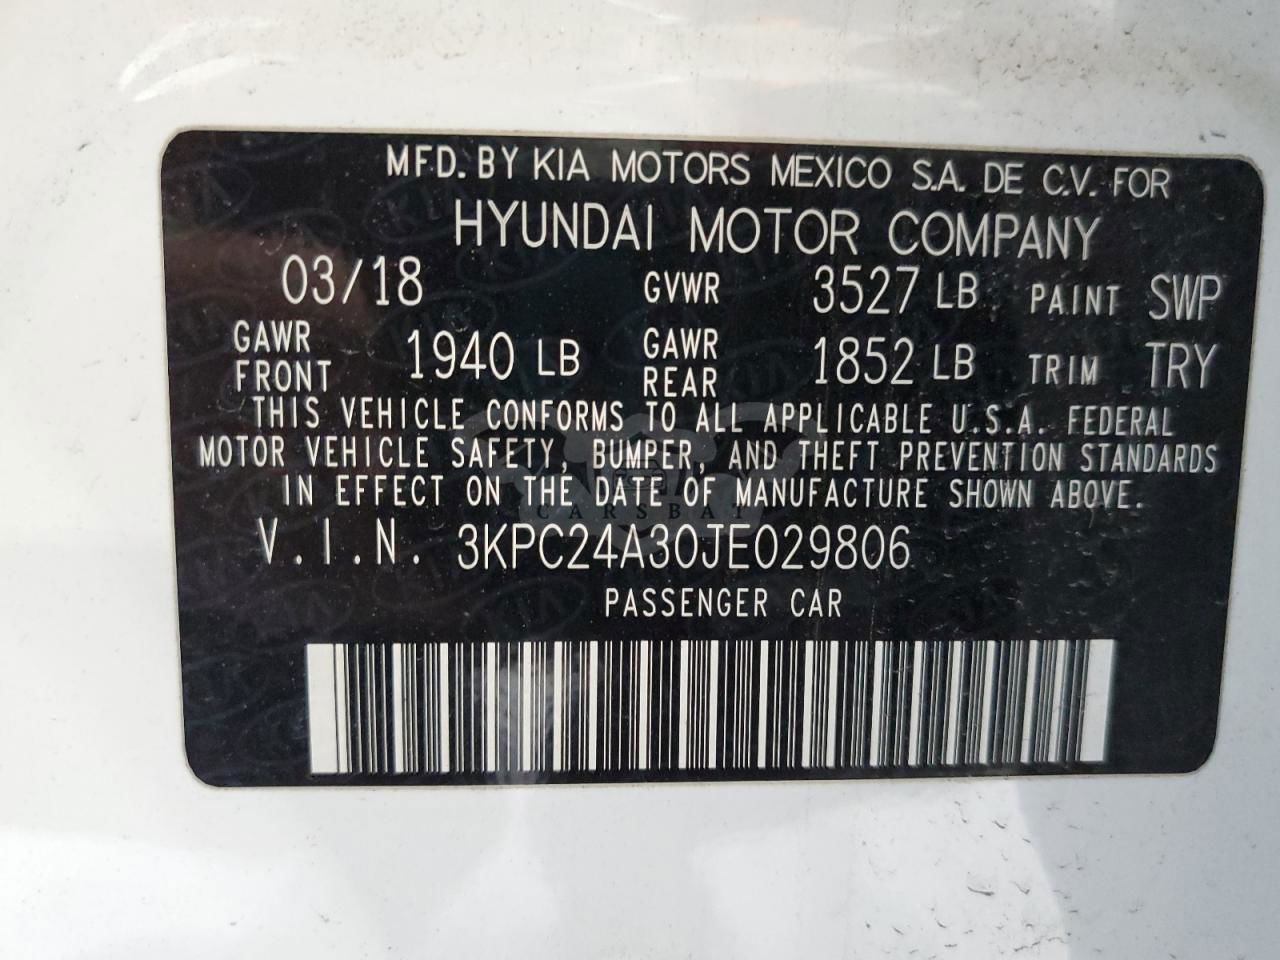 MFD. BY KIA MOTORS MEXICO S.A. DE C.V. FOR
HYUNDAI MOTOR COMPANY
03/18 GVWR 3527 LB PAINT SWP
GAWR FRONT 1940 LB GAWR REAR 1852 LB TRIM TRY
THIS VEHICLE CONFORMS TO ALL APPLICABLE U.S.A. FEDERAL
MOTOR VEHICLE SAFETY, BUMPER, AND THEFT PREVENTION STANDARDS
IN EFFECT ON THE DATE OF MANUFACTURE SHOWN ABOVE.
CARSBAT
V.I.N. 3KPC24A30JE029806
PASSENGER CAR